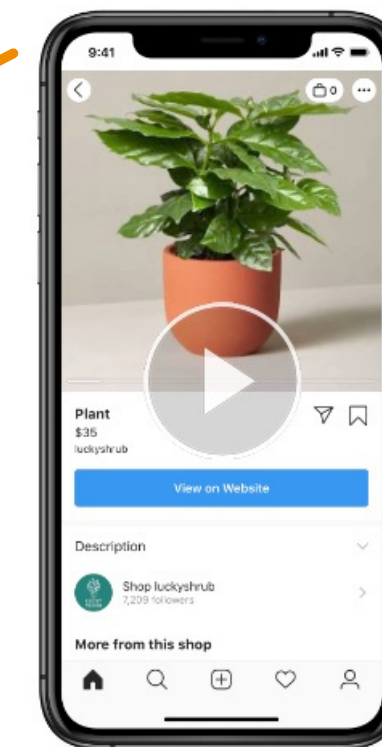 9:41
0
Plant
$35
luckyshrub
View on Website
Description
Shop luckyshrub
7,209 followers
More from this shop